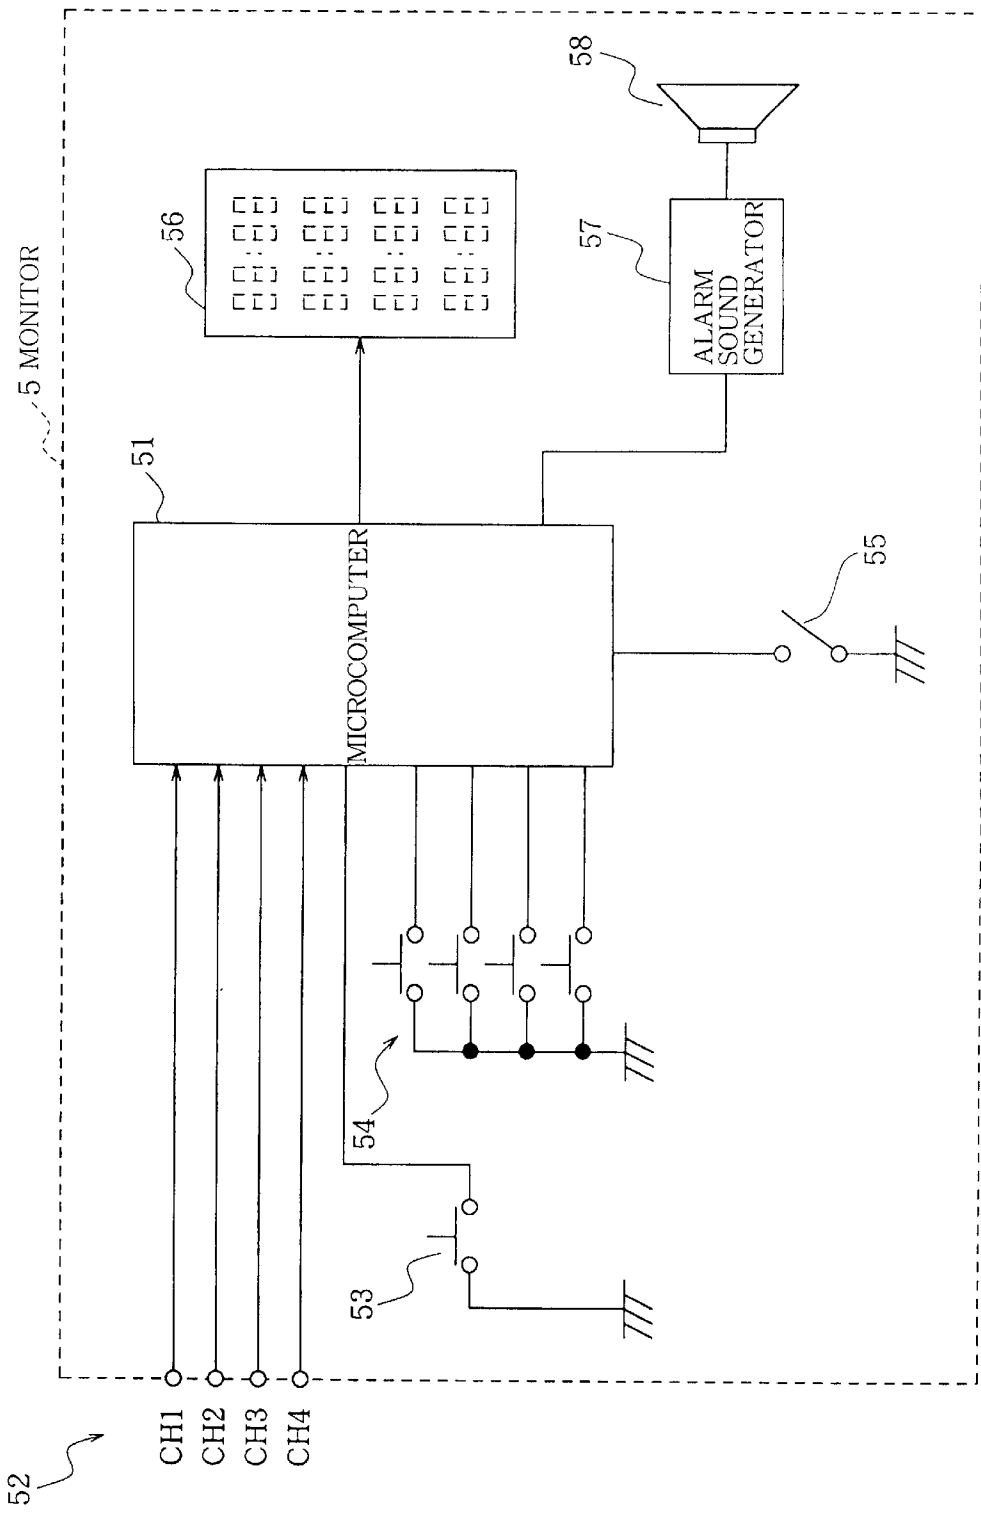 5 MONITOR
52
CH1
CH2
CH3
CH4
51
MICROCOMPUTER
56
53
54
55
57
ALARM
SOUND
GENERATOR
58